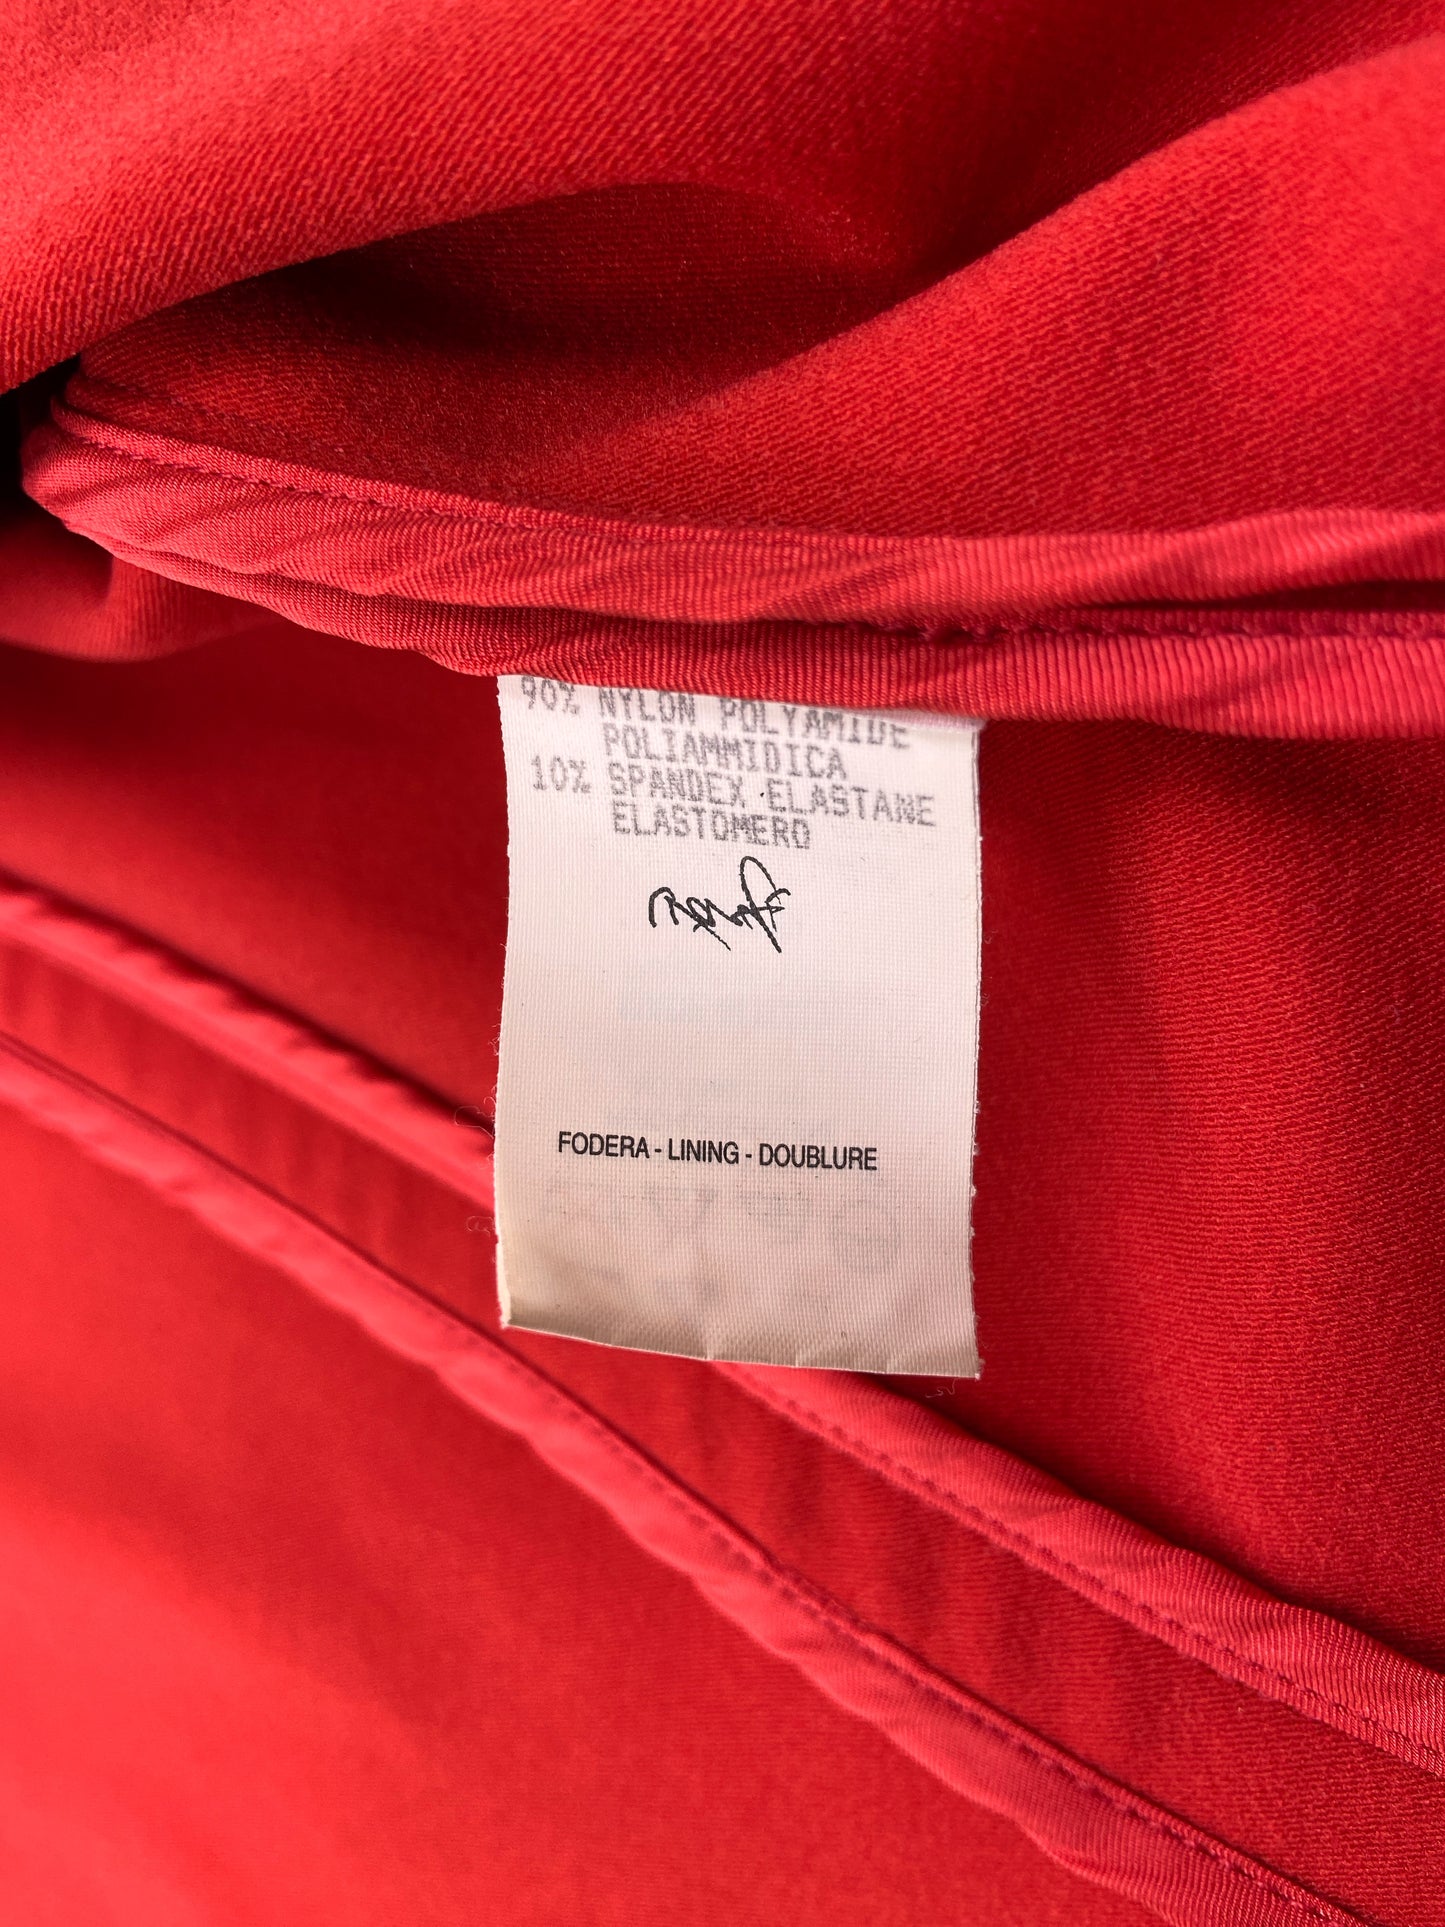 90% NYLON POLYAMIDE
POLIAMMIDICA
10% SPANDEX ELASTANE
ELASTOMERO
FODERA - LINING - DOUBLURE